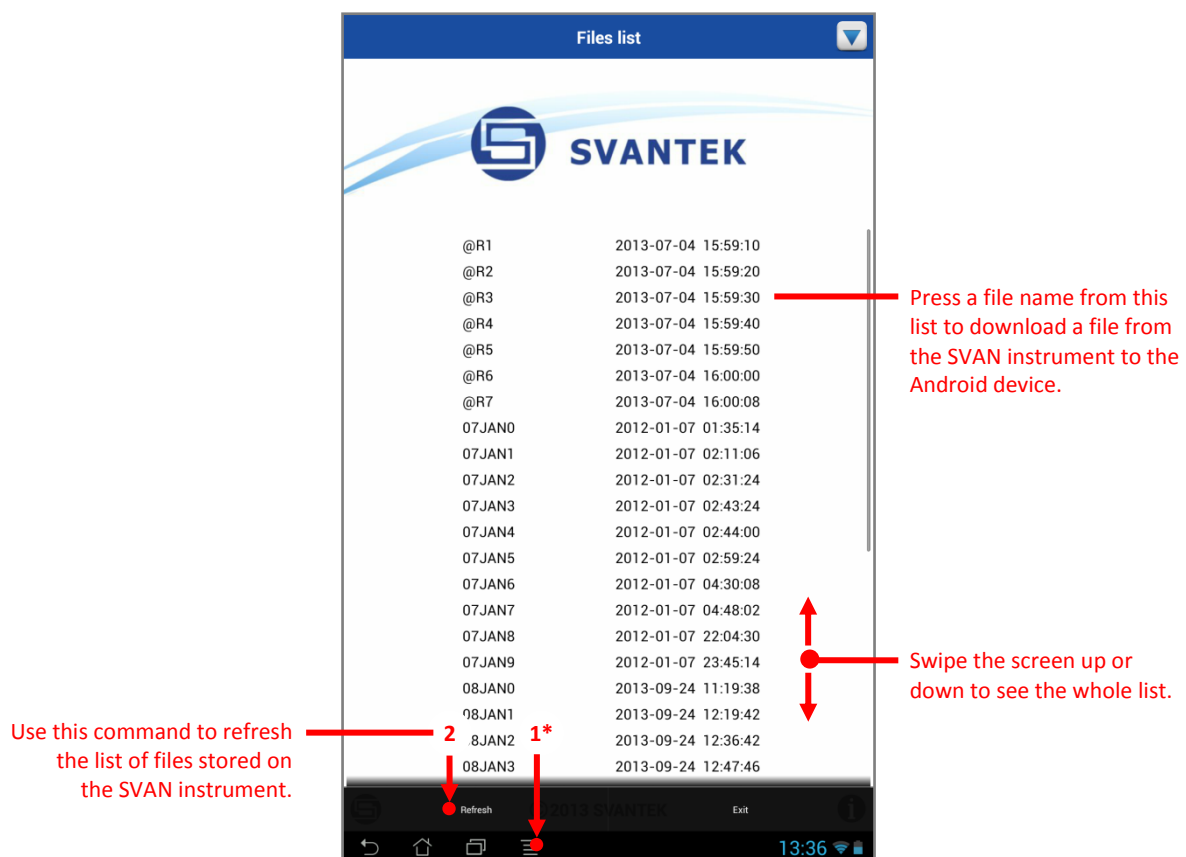 Files list
SVANTEK
@R1 2013-07-04 15:59:10
@R2 2013-07-04 15:59:20
@R3 2013-07-04 15:59:30
@R4 2013-07-04 15:59:40
@R5 2013-07-04 15:59:50
@R6 2013-07-04 16:00:00
@R7 2013-07-04 16:00:08
07JAN0 2012-01-07 01:35:14
07JAN1 2012-01-07 02:11:06
07JAN2 2012-01-07 02:31:24
07JAN3 2012-01-07 02:43:24
07JAN4 2012-01-07 02:44:00
07JAN5 2012-01-07 02:59:24
07JAN6 2012-01-07 04:30:08
07JAN7 2012-01-07 04:48:02
07JAN8 2012-01-07 22:04:30
07JAN9 2012-01-07 23:45:14
08JAN0 2013-09-24 11:19:38
08JAN1 2013-09-24 12:19:42
8JAN2 2013-09-24 12:36:42
08JAN3 2013-09-24 12:47:46
Press a file name from this
list to download a file from
the SVAN instrument to the
Android device.
Swipe the screen up or
down to see the whole list.
Use this command to refresh
the list of files stored on
the SVAN instrument.
2 1*
Refresh ©2013 SVANTEK Exit
13:36